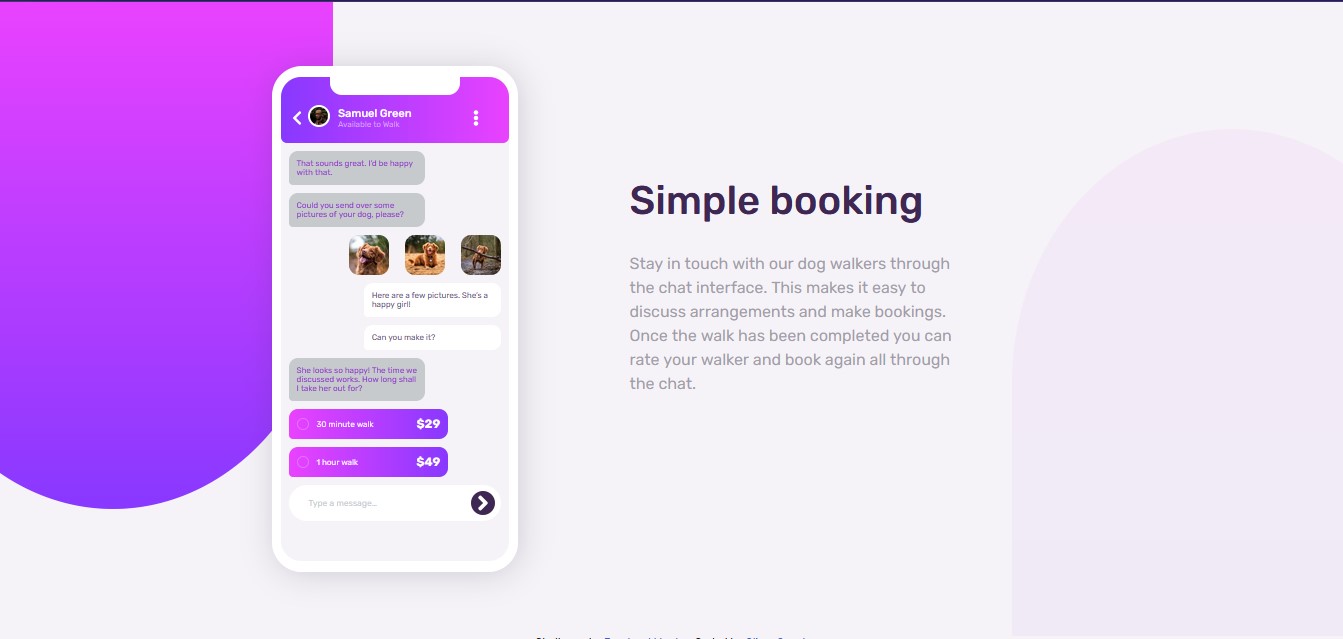 Samuel Green
Available to Walk
That sounds great. I'd be happy
with that.
Could you send over some
pictures of your dog, please?
Here are a few pictures. She's a
happy girl!
Can you make it?
She looks so happy! The time we
discussed works. How long shall
I take her out for?
30 minute walk $29
1 hour walk $49
Type a message…
Simple booking
Stay in touch with our dog walkers through
the chat interface. This makes it easy to
discuss arrangements and make bookings.
Once the walk has been completed you can
rate your walker and book again all through
the chat.